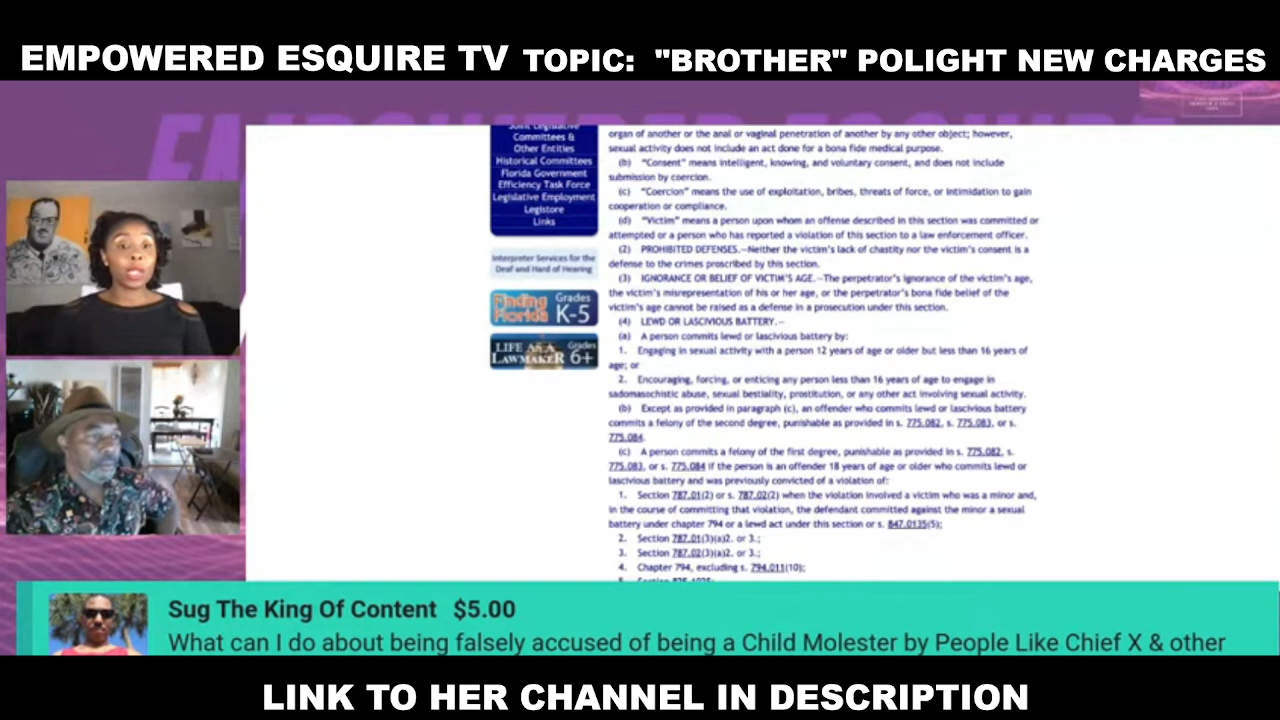 EMPOWERED ESQUIRE TV TOPIC: "BROTHER" POLIGHT NEW CHARGES
Joint Legislative
Committees &
Other Entities
Historical Committees
Florida Government
Efficiency Task Force
Legislative Employment
Legistore
Links
Interpreter Services for the
Deaf and Hard of Hearing
Finding Florida Grades K-5
LIFE AS A LAWMAKER Grades 6+
organ of another or the anal or vaginal penetration of another by any other object; however,
sexual activity does not include an act done for a bona fide medical purpose.
(b) “Consent” means intelligent, knowing, and voluntary consent, and does not include
submission by coercion.
(c) “Coercion” means the use of exploitation, bribes, threats of force, or intimidation to gain
cooperation or compliance.
(d) “Victim” means a person upon whom an offense described in this section was committed or
attempted or a person who has reported a violation of this section to a law enforcement officer.
(2) PROHIBITED DEFENSES.—Neither the victim’s lack of chastity nor the victim’s consent is a
defense to the crimes proscribed by this section.
(3) IGNORANCE OR BELIEF OF VICTIM’S AGE.—The perpetrator’s ignorance of the victim’s age,
the victim’s misrepresentation of his or her age, or the perpetrator’s bona fide belief of the
victim’s age cannot be raised as a defense in a prosecution under this section.
(4) LEWD OR LASCIVIOUS BATTERY.—
(a) A person commits lewd or lascivious battery by:
1. Engaging in sexual activity with a person 12 years of age or older but less than 16 years of
age; or
2. Encouraging, forcing, or enticing any person less than 16 years of age to engage in
sadomasochistic abuse, sexual bestiality, prostitution, or any other act involving sexual activity.
(b) Except as provided in paragraph (c), an offender who commits lewd or lascivious battery
commits a felony of the second degree, punishable as provided in s. 775.082, s. 775.083, or s.
775.084.
(c) A person commits a felony of the first degree, punishable as provided in s. 775.082, s.
775.083, or s. 775.084 if the person is an offender 18 years of age or older who commits lewd or
lascivious battery and was previously convicted of a violation of:
1. Section 787.01(2) or s. 787.02(2) when the violation involved a victim who was a minor and,
in the course of committing that violation, the defendant committed against the minor a sexual
battery under chapter 794 or a lewd act under this section or s. 847.0135(5);
2. Section 787.01(3)(a)2. or 3.;
3. Section 787.02(3)(a)2. or 3.;
4. Chapter 794, excluding s. 794.011(10);
5. Section 825.1025;
Sug The King Of Content $5.00
What can I do about being falsely accused of being a Child Molester by People Like Chief X & other
LINK TO HER CHANNEL IN DESCRIPTION